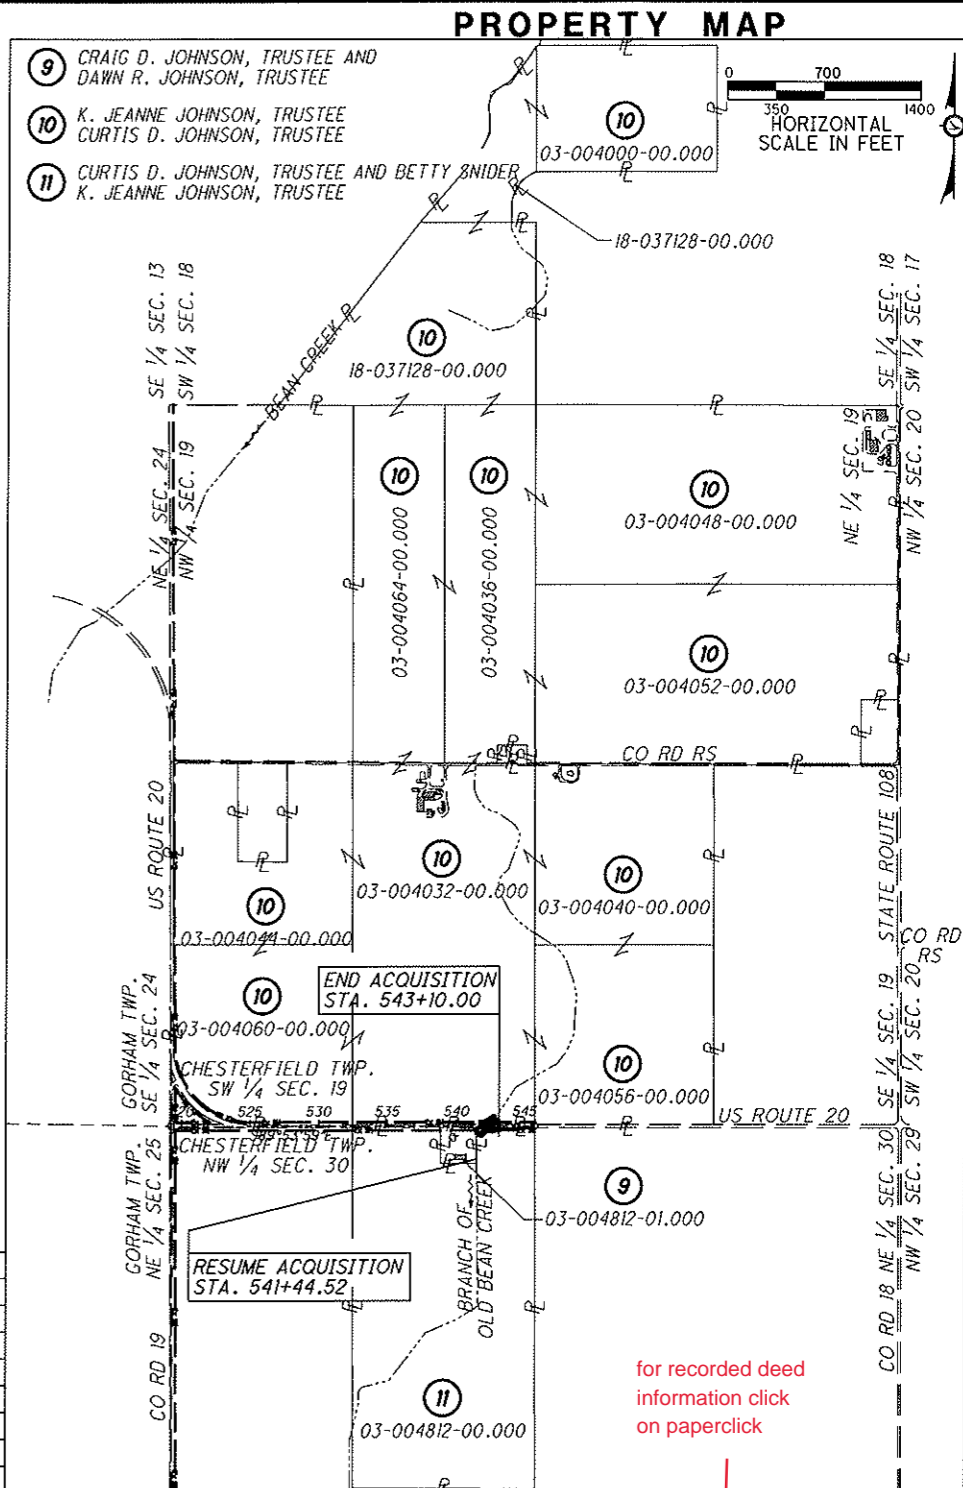 PROPERTY MAP
9 CRAIG D. JOHNSON, TRUSTEE AND
DAWN R. JOHNSON, TRUSTEE
10 K. JEANNE JOHNSON, TRUSTEE
CURTIS D. JOHNSON, TRUSTEE
11 CURTIS D. JOHNSON, TRUSTEE AND BETTY SNIDER
K. JEANNE JOHNSON, TRUSTEE
0 700
350 1400
HORIZONTAL
SCALE IN FEET
10
03-004000-00.000
18-037128-00.000
SE 1/4 SEC. 13
SW 1/4 SEC. 18
SE 1/4 SEC. 18
SW 1/4 SEC. 17
BEAN CREEK
10
18-037128-00.000
NE 1/4 SEC. 24
NW 1/4 SEC. 19
NE 1/4 SEC. 19
NW 1/4 SEC. 20
10
03-004064-00.000
10
03-004036-00.000
10
03-004048-00.000
10
03-004052-00.000
CO RD RS
US ROUTE 20
STATE ROUTE 108
10
03-004032-00.000
10
03-004040-00.000
10
03-004044-00.000
CO RD
RS
10
03-004060-00.000
END ACQUISITION
STA. 543+10.00
GORHAM TWP.
SE 1/4 SEC. 24
SE 1/4 SEC. 19
SW 1/4 SEC. 20
CHESTERFIELD TWP.
SW 1/4 SEC. 19
10
03-004056-00.000
525 530 535 540 545
US ROUTE 20
CHESTERFIELD TWP.
NW 1/4 SEC. 30
GORHAM TWP.
NE 1/4 SEC. 25
NE 1/4 SEC. 30
NW 1/4 SEC. 29
9
03-004812-01.000
BRANCH OF
OLD BEAN CREEK
RESUME ACQUISITION
STA. 541+44.52
CO RD 19
CO RD 18
11
03-004812-00.000
for recorded deed
information click
on paperclick